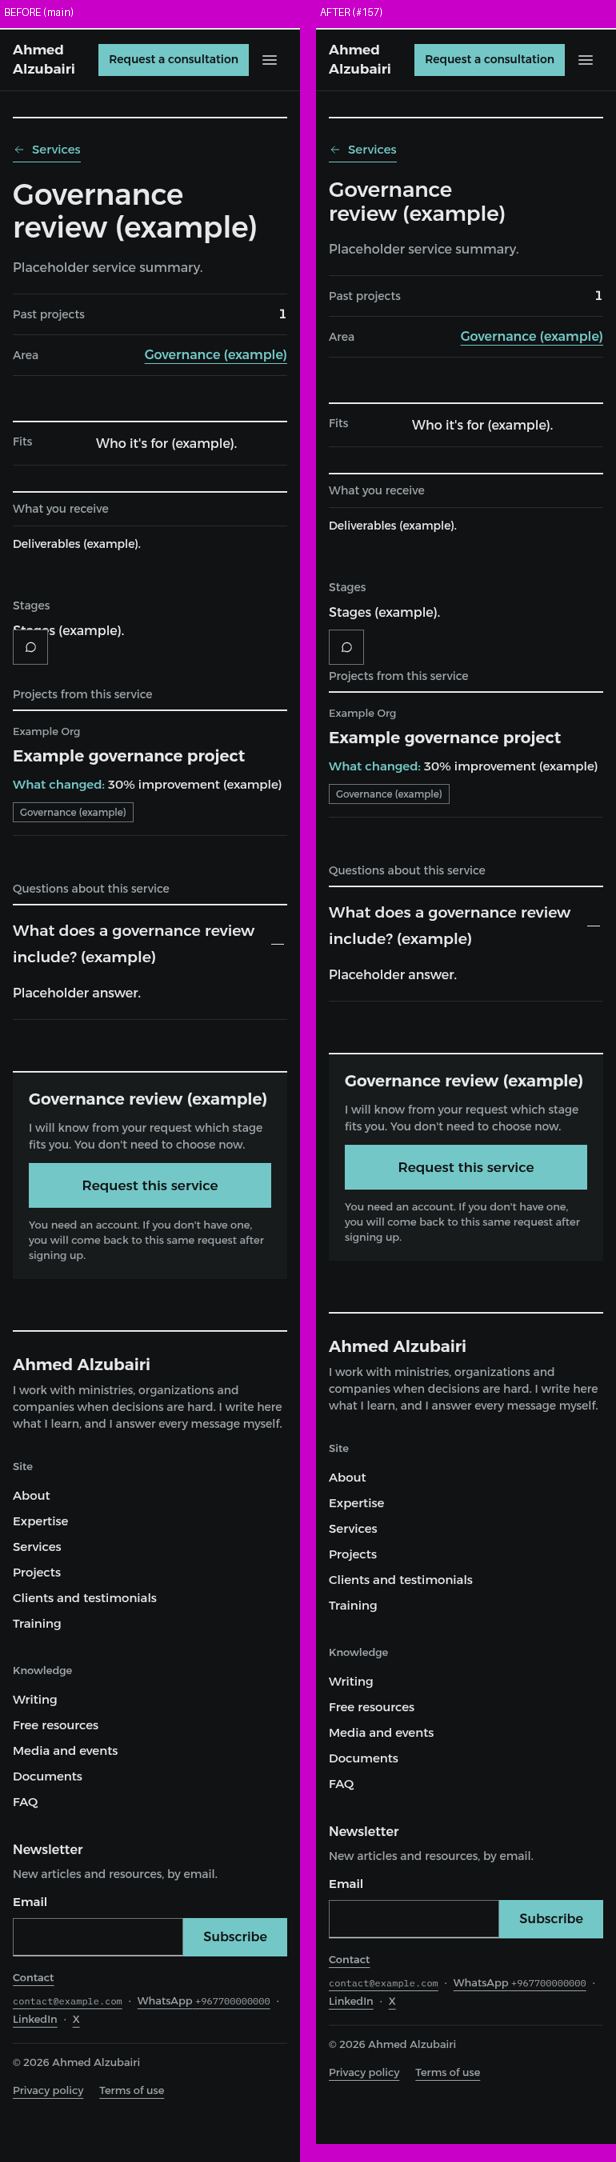 BEFORE (main)
Ahmed
Alzubairi
Request a consultation
← Services
Governance
review (example)
Placeholder service summary.
Past projects 1
Area Governance (example)
Fits Who it's for (example).
What you receive
Deliverables (example).
Stages
Stages (example).
Projects from this service
Example Org
Example governance project
What changed: 30% improvement (example)
Governance (example)
Questions about this service
What does a governance review
include? (example)
Placeholder answer.
Governance review (example)
I will know from your request which stage
fits you. You don't need to choose now.
Request this service
You need an account. If you don't have one,
you will come back to this same request after
signing up.
Ahmed Alzubairi
I work with ministries, organizations and
companies when decisions are hard. I write here
what I learn, and I answer every message myself.
Site
About
Expertise
Services
Projects
Clients and testimonials
Training
Knowledge
Writing
Free resources
Media and events
Documents
FAQ
Newsletter
New articles and resources, by email.
Email
Subscribe
Contact
contact@example.com · WhatsApp +967700000000 ·
LinkedIn · X
© 2026 Ahmed Alzubairi
Privacy policy Terms of use
AFTER (#157)
Ahmed
Alzubairi
Request a consultation
← Services
Governance
review (example)
Placeholder service summary.
Past projects 1
Area Governance (example)
Fits Who it's for (example).
What you receive
Deliverables (example).
Stages
Stages (example).
Projects from this service
Example Org
Example governance project
What changed: 30% improvement (example)
Governance (example)
Questions about this service
What does a governance review
include? (example)
Placeholder answer.
Governance review (example)
I will know from your request which stage
fits you. You don't need to choose now.
Request this service
You need an account. If you don't have one,
you will come back to this same request after
signing up.
Ahmed Alzubairi
I work with ministries, organizations and
companies when decisions are hard. I write here
what I learn, and I answer every message myself.
Site
About
Expertise
Services
Projects
Clients and testimonials
Training
Knowledge
Writing
Free resources
Media and events
Documents
FAQ
Newsletter
New articles and resources, by email.
Email
Subscribe
Contact
contact@example.com · WhatsApp +967700000000 ·
LinkedIn · X
© 2026 Ahmed Alzubairi
Privacy policy Terms of use